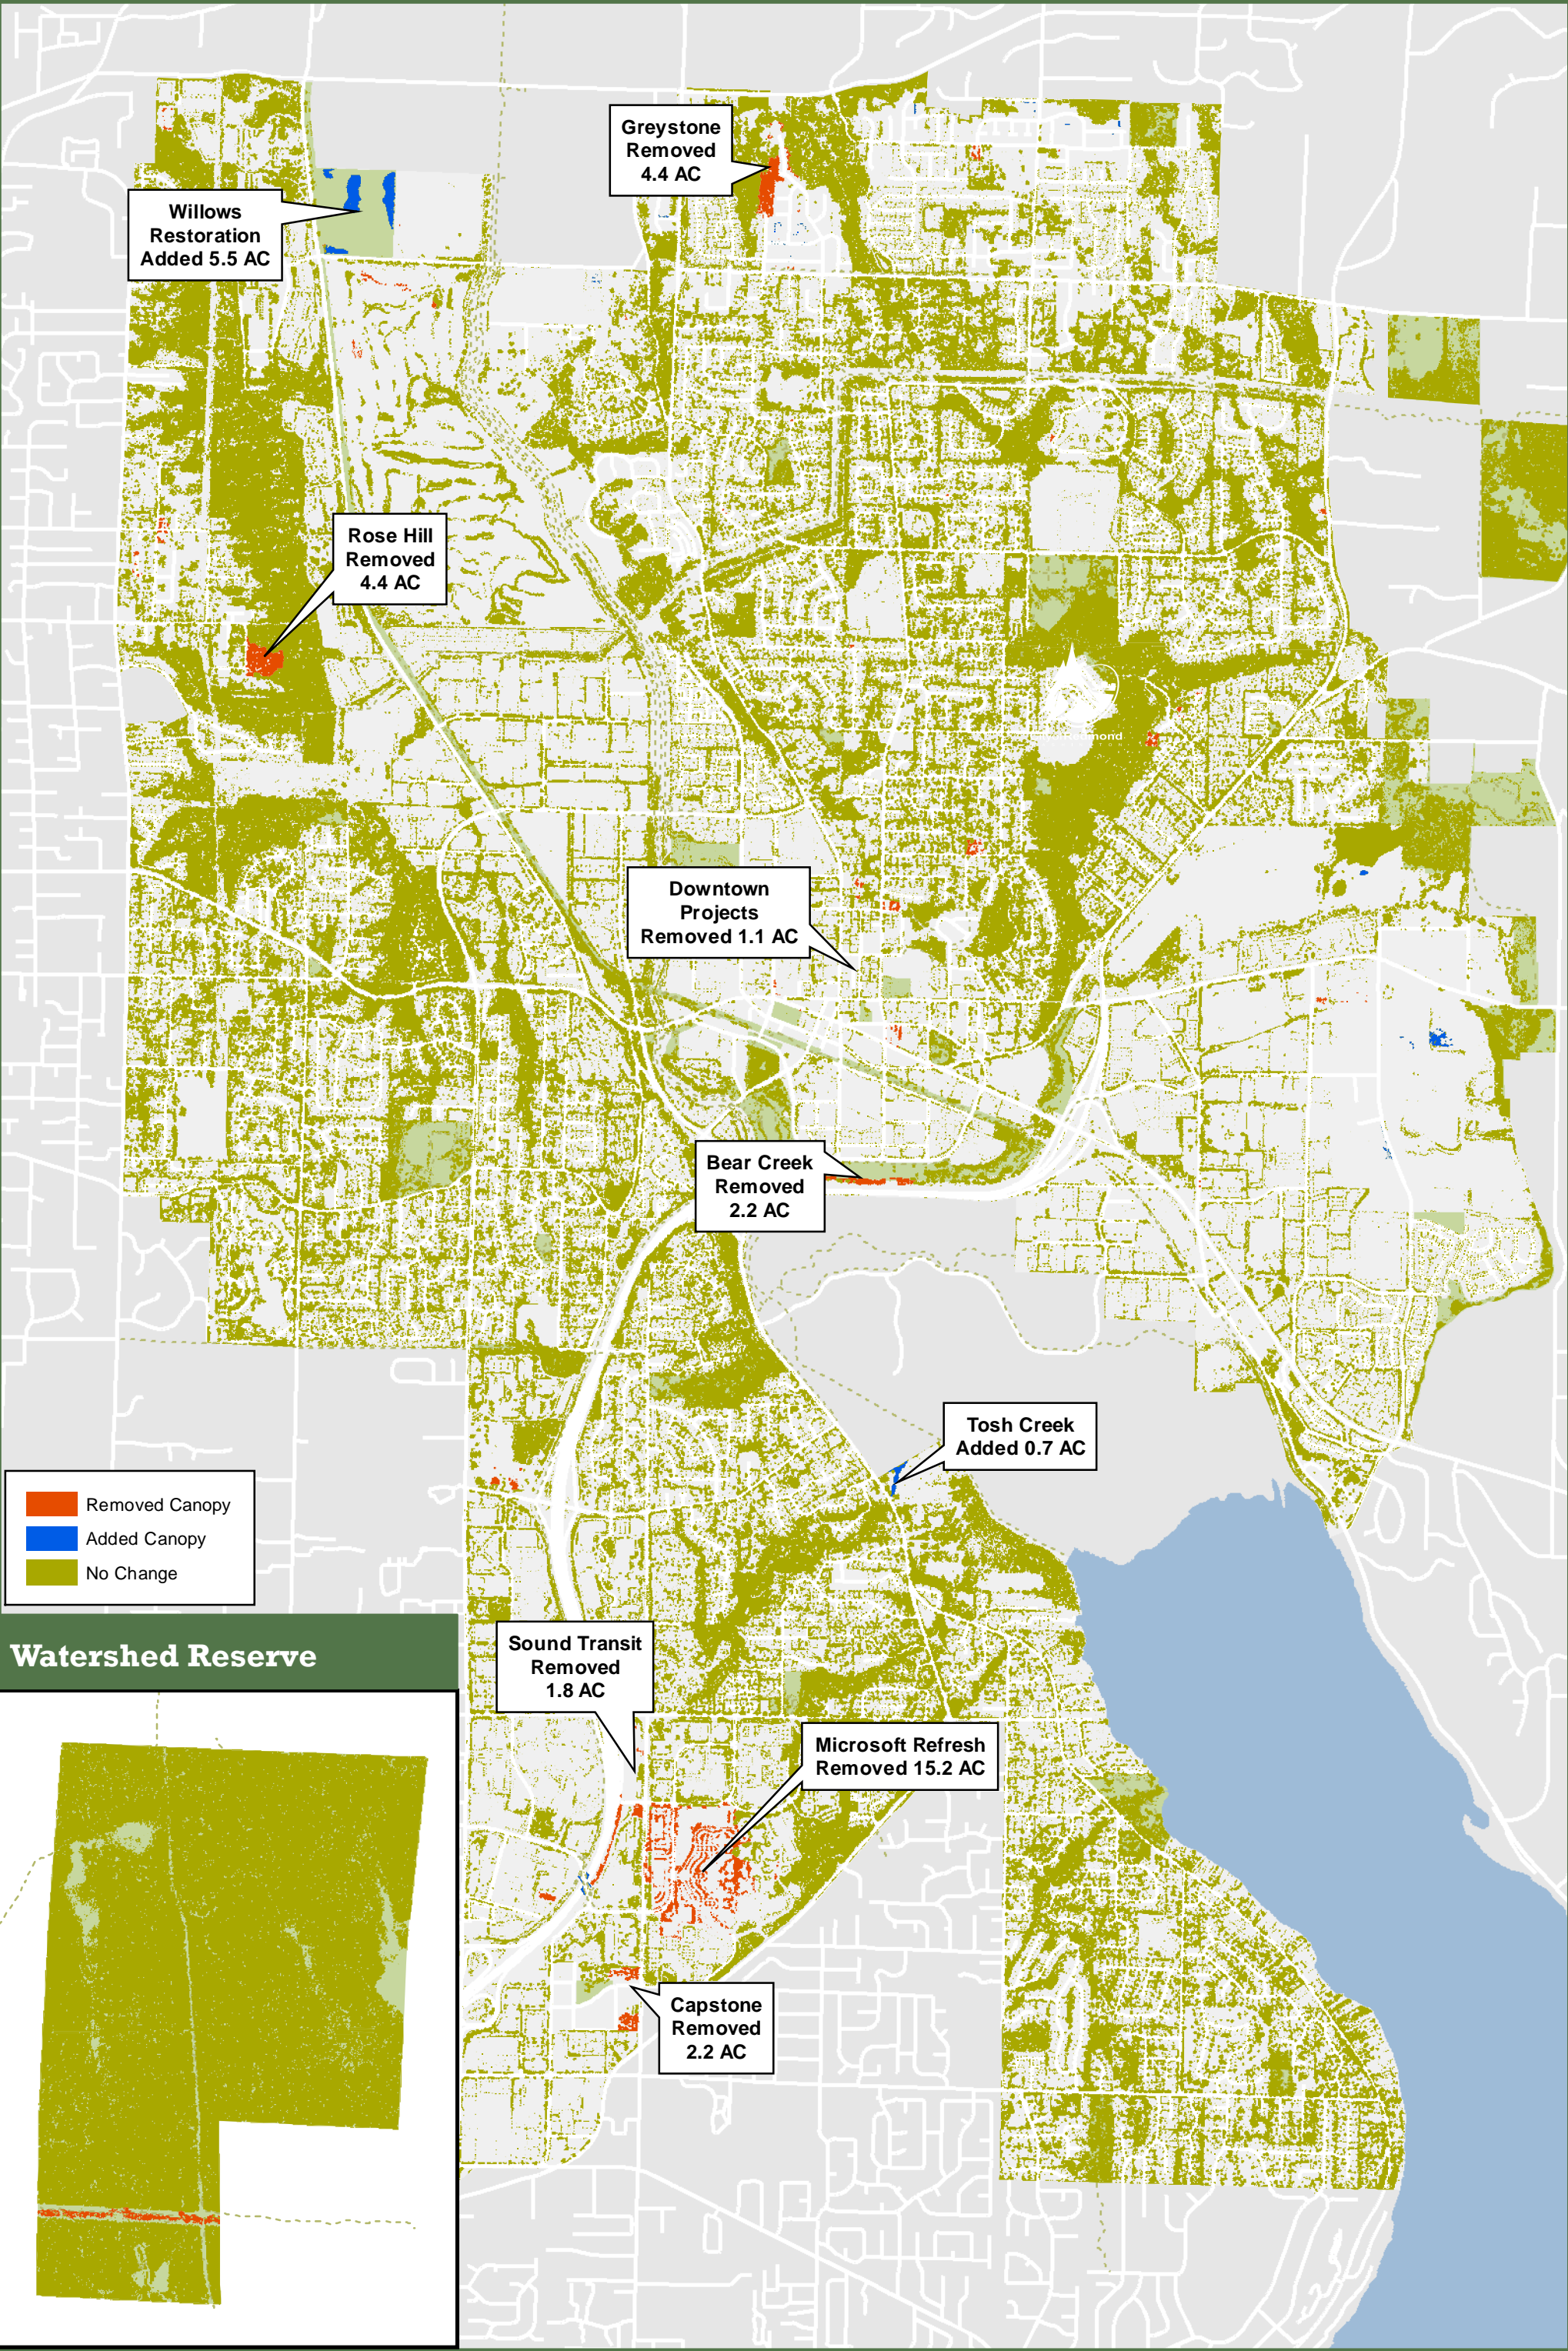 Greystone
Removed
4.4 AC
Willows
Restoration
Added 5.5 AC
Rose Hill
Removed
4.4 AC
Downtown
Projects
Removed 1.1 AC
Bear Creek
Removed
2.2 AC
Tosh Creek
Added 0.7 AC
Removed Canopy
Added Canopy
No Change
Watershed Reserve
Sound Transit
Removed
1.8 AC
Microsoft Refresh
Removed 15.2 AC
Capstone
Removed
2.2 AC